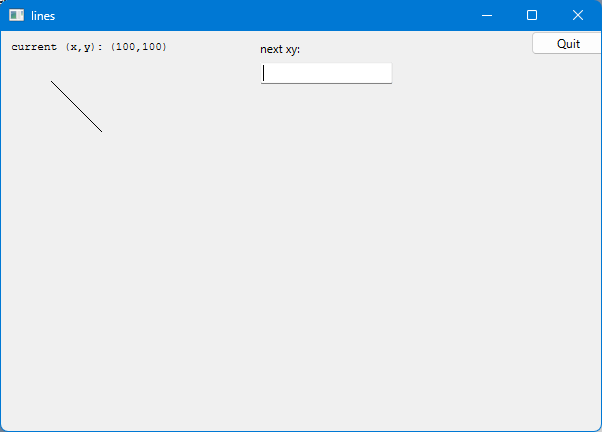 lines
current (x,y): (100,100)
next xy:
Quit